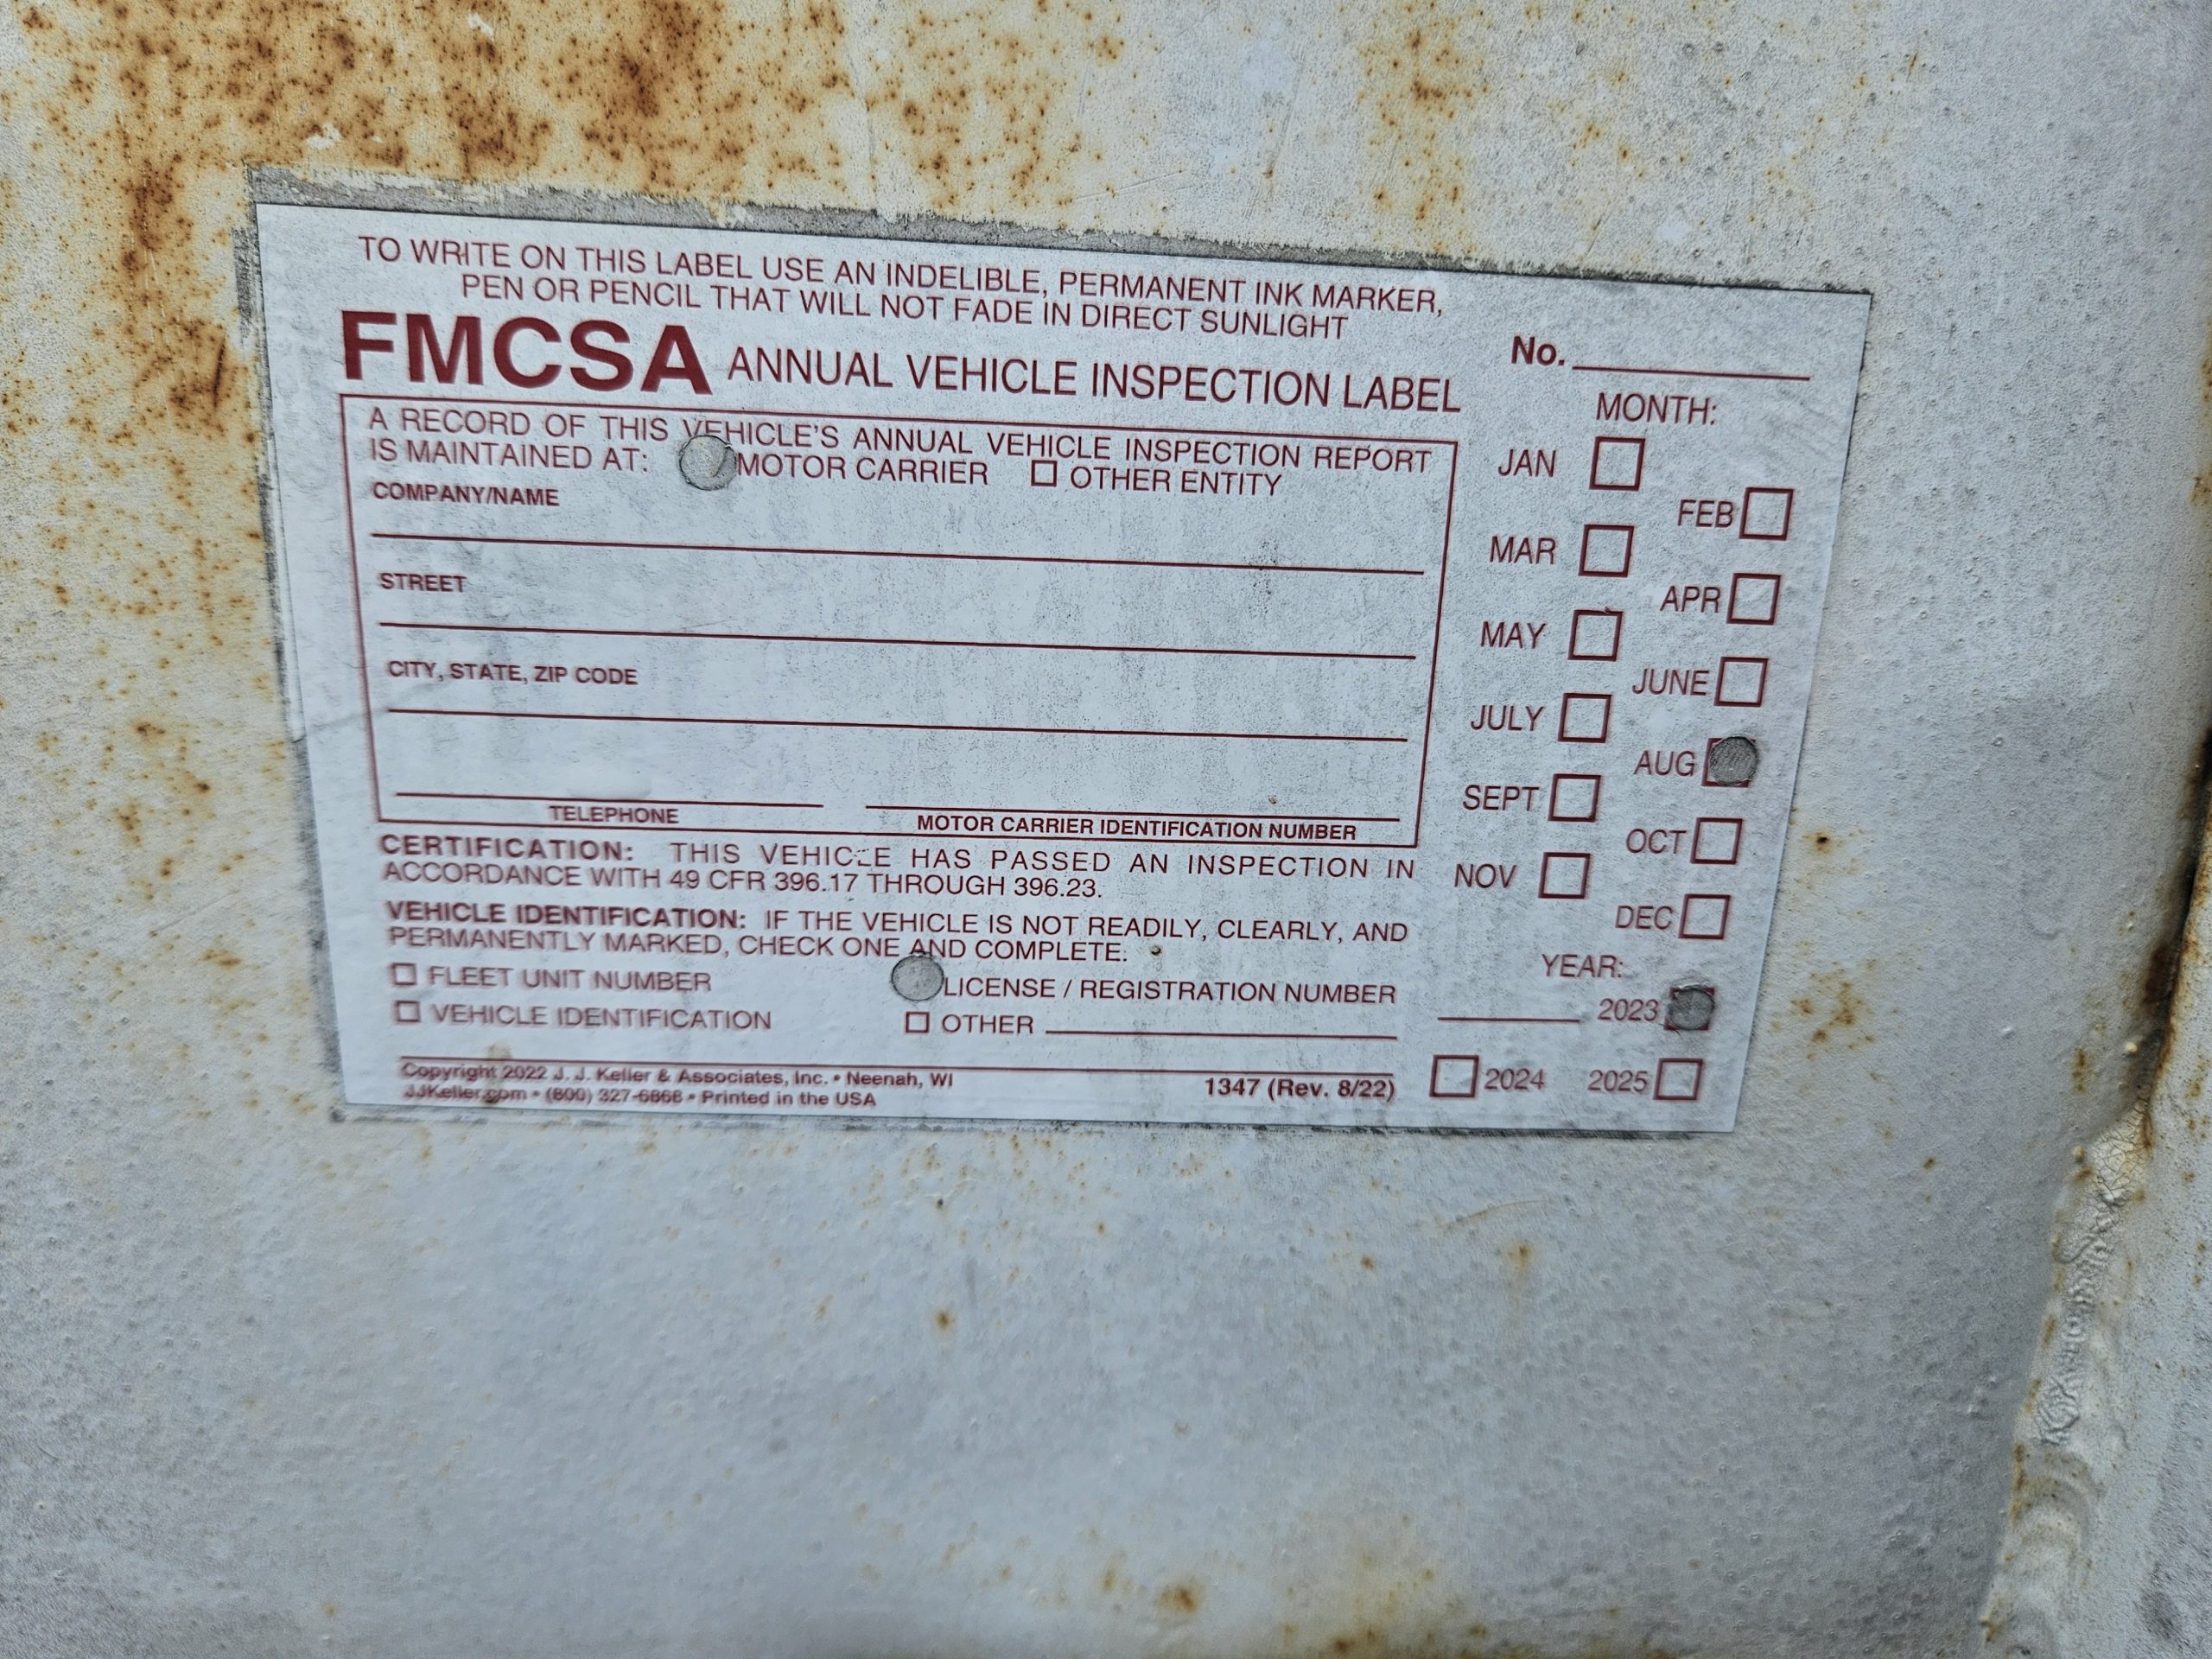 TO WRITE ON THIS LABEL USE AN INDELIBLE, PERMANENT INK MARKER,
PEN OR PENCIL THAT WILL NOT FADE IN DIRECT SUNLIGHT
FMCSA ANNUAL VEHICLE INSPECTION LABEL
A RECORD OF THIS VEHICLE'S ANNUAL VEHICLE INSPECTION REPORT
IS MAINTAINED AT: MOTOR CARRIER OTHER ENTITY
COMPANY/NAME
STREET
CITY, STATE, ZIP CODE
TELEPHONE
MOTOR CARRIER IDENTIFICATION NUMBER
CERTIFICATION: THIS VEHICLE HAS PASSED AN INSPECTION IN
ACCORDANCE WITH 49 CFR 396.17 THROUGH 396.23.
VEHICLE IDENTIFICATION: IF THE VEHICLE IS NOT READILY, CLEARLY, AND
PERMANENTLY MARKED, CHECK ONE AND COMPLETE.
FLEET UNIT NUMBER LICENSE / REGISTRATION NUMBER
VEHICLE IDENTIFICATION OTHER
Copyright 2022 J. J. Keller & Associates, Inc. • Neenah, WI
JJKeller.com • (800) 327-6868 • Printed in the USA
1347 (Rev. 8/22)
No.
MONTH:
JAN
FEB
MAR
APR
MAY
JUNE
JULY
AUG
SEPT
OCT
NOV
DEC
YEAR:
2023
2024 2025